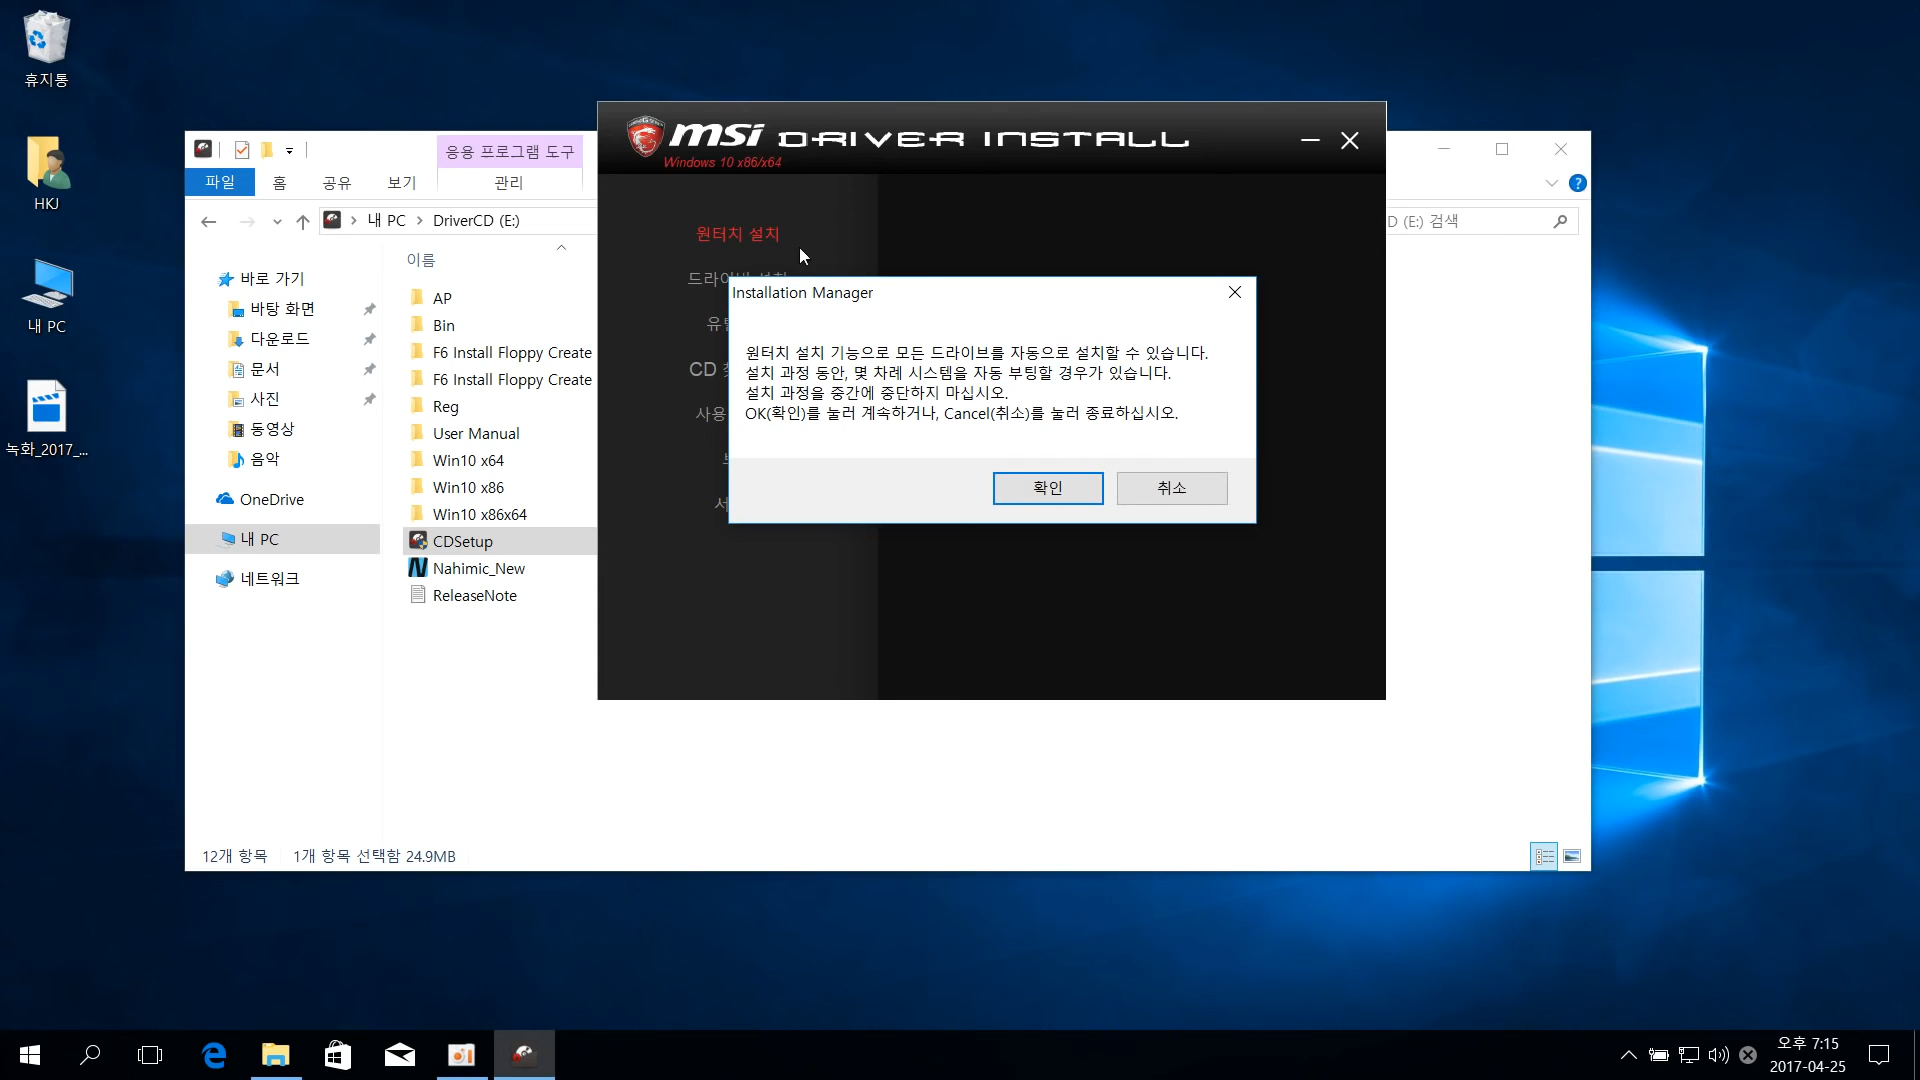 휴지통
HKJ
내 PC
녹화_2017_...
응용 프로그램 도구
파일
홈
공유
보기
관리
내 PC
DriverCD (E:)
D (E:) 검색
바로 가기
바탕 화면
다운로드
문서
사진
동영상
음악
OneDrive
내 PC
네트워크
이름
AP
Bin
F6 Install Floppy Create
F6 Install Floppy Create
Reg
User Manual
Win10 x64
Win10 x86
Win10 x86x64
CDSetup
Nahimic_New
ReleaseNote
12개 항목
1개 항목 선택함 24.9MB
msi DRIVER INSTALL
Windows 10 x86/x64
원터치 설치
CD
사용
서
Installation Manager
원터치 설치 기능으로 모든 드라이브를 자동으로 설치할 수 있습니다.
설치 과정 동안, 몇 차례 시스템을 자동 부팅할 경우가 있습니다.
설치 과정을 중간에 중단하지 마십시오.
OK(확인)를 눌러 계속하거나, Cancel(취소)를 눌러 종료하십시오.
확인
취소
오후 7:15
2017-04-25